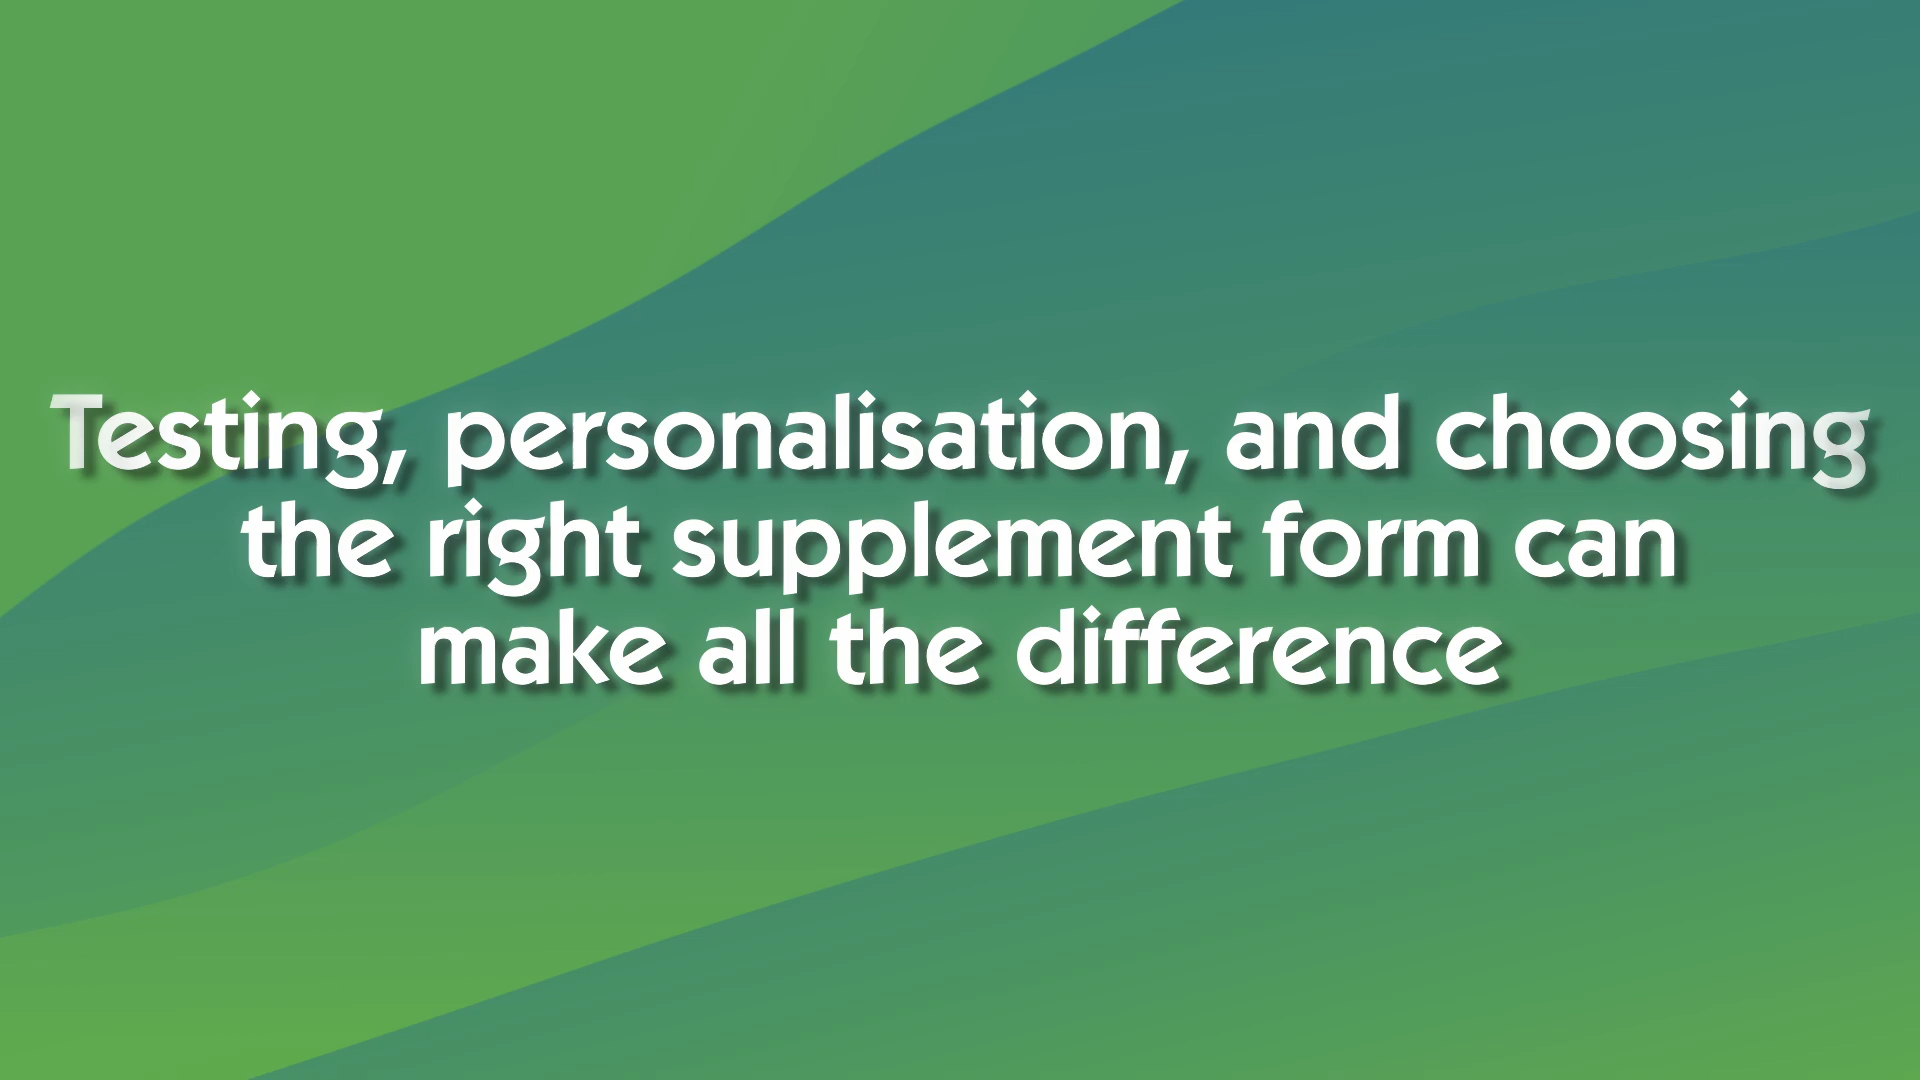 Testing, personalisation, and choosing
the right supplement form can
make all the difference